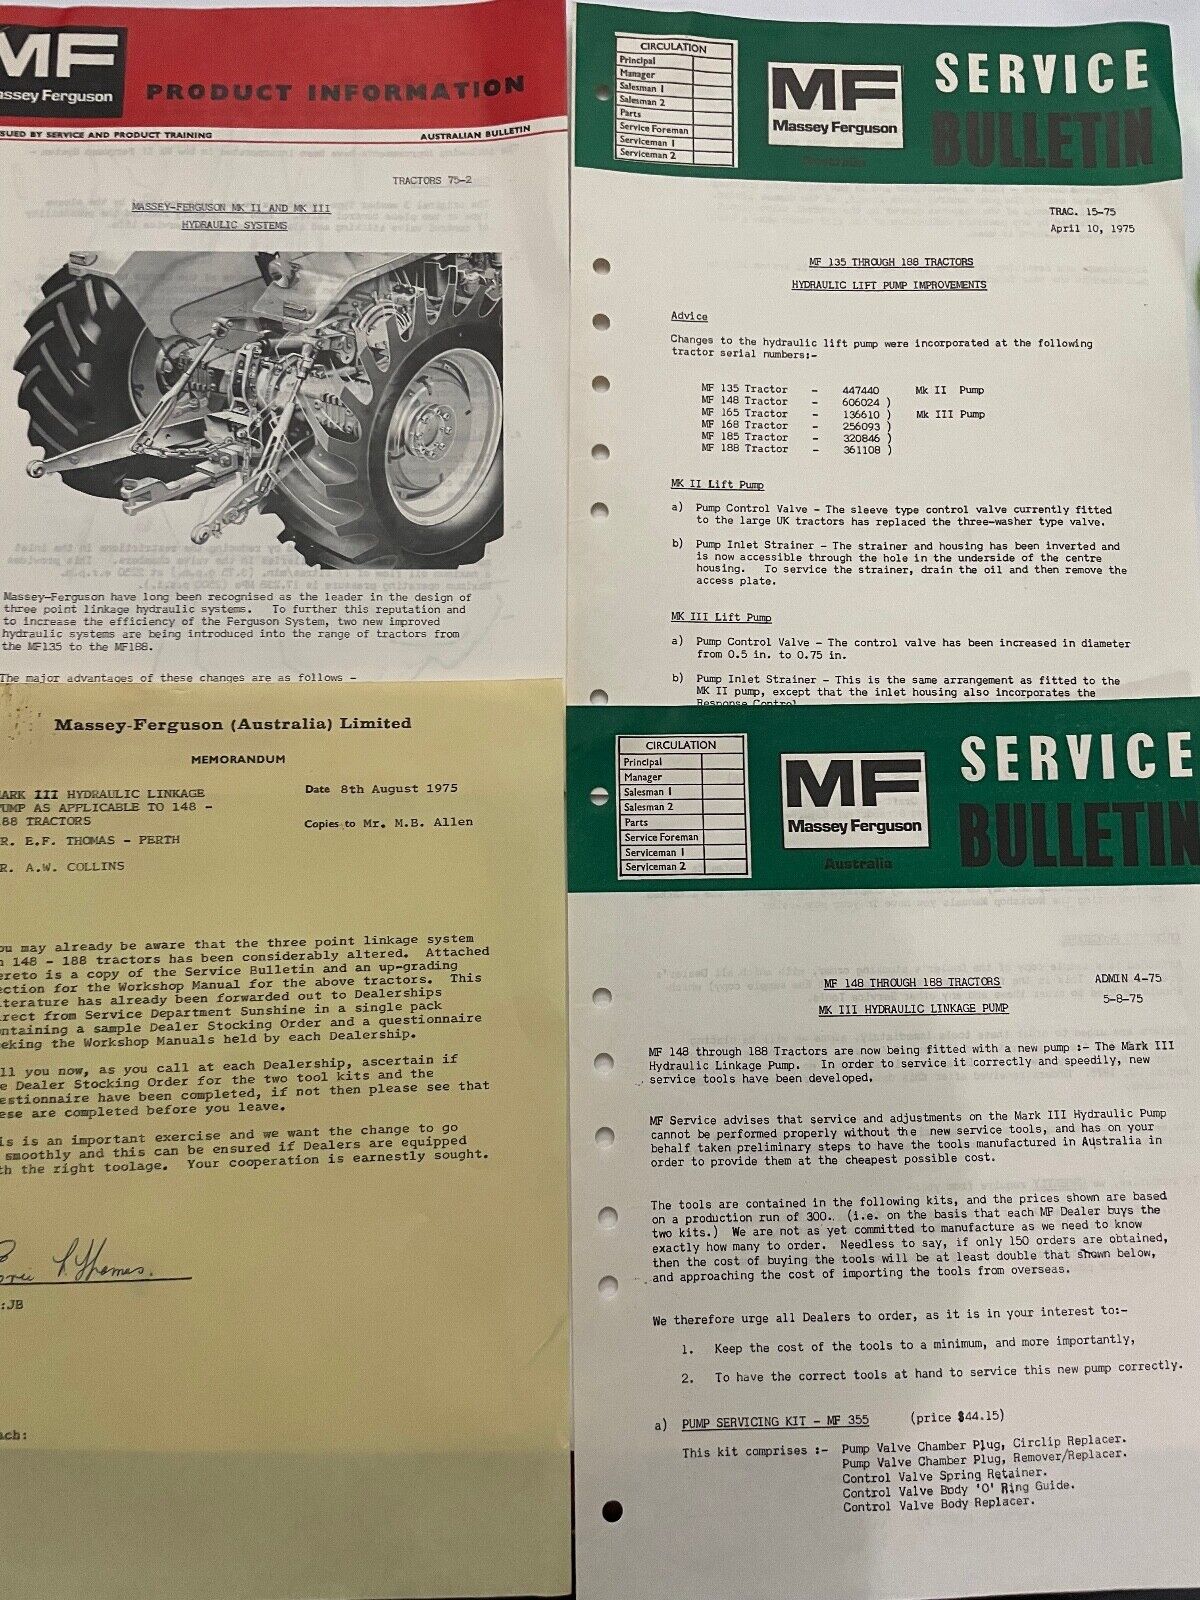 MF
Massey Ferguson
PRODUCT INFORMATION
SUED BY SERVICE AND PRODUCT TRAINING
AUSTRALIAN BULLETIN
TRACTORS 75-2
MASSEY-FERGUSON MK II AND MK III
HYDRAULIC SYSTEMS
Massey-Ferguson have long been recognised as the leader in the design of
three point linkage hydraulic systems. To further this reputation and
to increase the efficiency of the Ferguson System, two new improved
hydraulic systems are being introduced into the range of tractors from
the MF135 to the MF188.
The major advantages of these changes are as follows -
CIRCULATION
Principal
Manager
Salesman 1
Salesman 2
Parts
Service Foreman
Serviceman 1
Serviceman 2
MF
Massey Ferguson
Australia
SERVICE
BULLETIN
TRAC. 15-75
April 10, 1975
MF 135 THROUGH 188 TRACTORS
HYDRAULIC LIFT PUMP IMPROVEMENTS
Advice
Changes to the hydraulic lift pump were incorporated at the following
tractor serial numbers:-
MF 135 Tractor - 447440 Mk II Pump
MF 148 Tractor - 606024 )
MF 165 Tractor - 136610 ) Mk III Pump
MF 168 Tractor - 256093 )
MF 185 Tractor - 320846 )
MF 188 Tractor - 361108 )
MK II Lift Pump
a) Pump Control Valve - The sleeve type control valve currently fitted
to the large UK tractors has replaced the three-washer type valve.
b) Pump Inlet Strainer - The strainer and housing has been inverted and
is now accessible through the hole in the underside of the centre
housing. To service the strainer, drain the oil and then remove the
access plate.
MK III Lift Pump
a) Pump Control Valve - The control valve has been increased in diameter
from 0.5 in. to 0.75 in.
b) Pump Inlet Strainer - This is the same arrangement as fitted to the
MK II pump, except that the inlet housing also incorporates the
Response Control
Massey-Ferguson (Australia) Limited
MEMORANDUM
ARK III HYDRAULIC LINKAGE
UMP AS APPLICABLE TO 148 -
88 TRACTORS
Date 8th August 1975
Copies to Mr. M.B. Allen
R. E.F. THOMAS - PERTH
R. A.W. COLLINS
ou may already be aware that the three point linkage system
n 148 - 188 tractors has been considerably altered. Attached
ereto is a copy of the Service Bulletin and an up-grading
ection for the Workshop Manual for the above tractors. This
iterature has already been forwarded out to Dealerships
irect from Service Department Sunshine in a single pack
ntaining a sample Dealer Stocking Order and a questionnaire
eking the Workshop Manuals held by each Dealership.
ll you now, as you call at each Dealership, ascertain if
e Dealer Stocking Order for the two tool kits and the
estionnaire have been completed, if not then please see that
ese are completed before you leave.
is is an important exercise and we want the change to go
smoothly and this can be ensured if Dealers are equipped
th the right toolage. Your cooperation is earnestly sought.
Thomas.
:JB
ach:
CIRCULATION
Principal
Manager
Salesman 1
Salesman 2
Parts
Service Foreman
Serviceman 1
Serviceman 2
MF
Massey Ferguson
Australia
SERVICE
BULLETIN
MF 148 THROUGH 188 TRACTORS
MK III HYDRAULIC LINKAGE PUMP
ADMIN 4-75
5-8-75
MF 148 through 188 Tractors are now being fitted with a new pump :- The Mark III
Hydraulic Linkage Pump. In order to service it correctly and speedily, new
service tools have been developed.
MF Service advises that service and adjustments on the Mark III Hydraulic Pump
cannot be performed properly without the new service tools, and has on your
behalf taken preliminary steps to have the tools manufactured in Australia in
order to provide them at the cheapest possible cost.
The tools are contained in the following kits, and the prices shown are based
on a production run of 300. (i.e. on the basis that each MF Dealer buys the
two kits.) We are not as yet committed to manufacture as we need to know
exactly how many to order. Needless to say, if only 150 orders are obtained,
then the cost of buying the tools will be at least double that shown below,
and approaching the cost of importing the tools from overseas.
We therefore urge all Dealers to order, as it is in your interest to:-
1. Keep the cost of the tools to a minimum, and more importantly,
2. To have the correct tools at hand to service this new pump correctly.
a) PUMP SERVICING KIT - MF 355 (price $44.15)
This kit comprises :- Pump Valve Chamber Plug, Circlip Replacer.
Pump Valve Chamber Plug, Remover/Replacer.
Control Valve Spring Retainer.
Control Valve Body 'O' Ring Guide.
Control Valve Body Replacer.